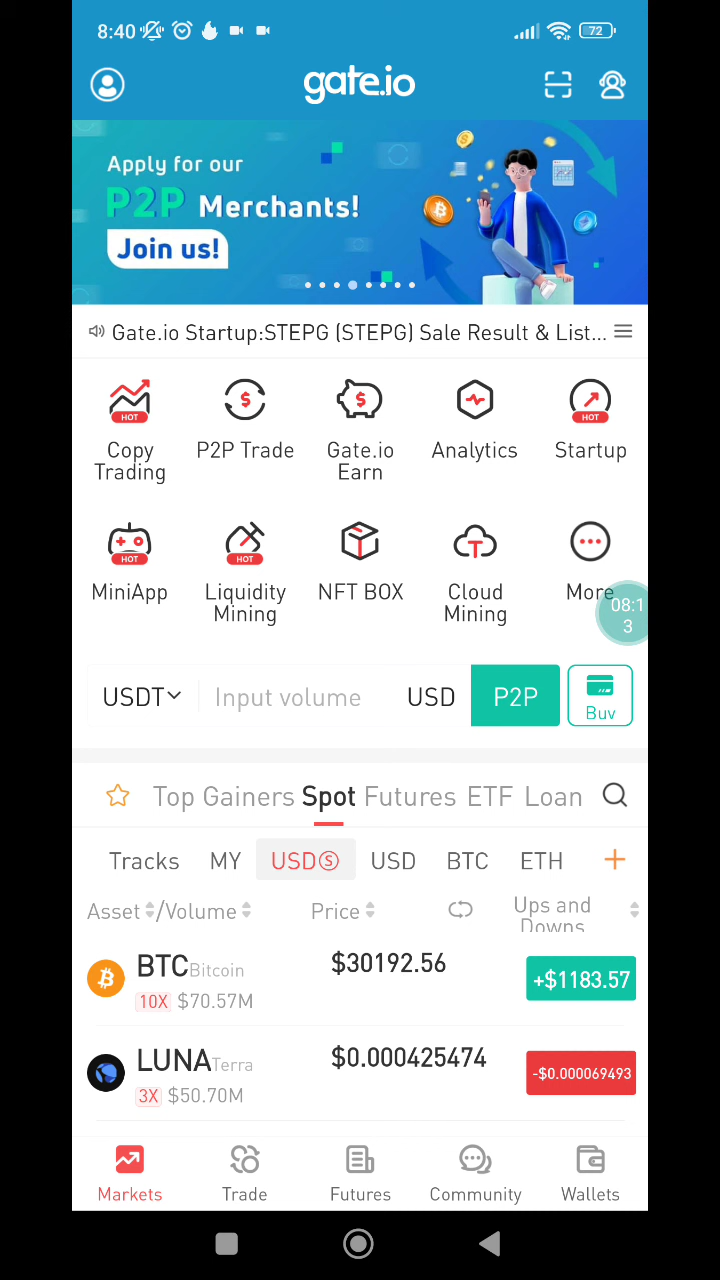 8:40
72
gate.io
Apply for our
P2P Merchants!
Join us!
Gate.io Startup:STEPG (STEPG) Sale Result & List...
HOT
HOT
Copy Trading
P2P Trade
Gate.io Earn
Analytics
Startup
HOT
HOT
MiniApp
Liquidity Mining
NFT BOX
Cloud Mining
More
08:1
3
USDT
Input volume
USD
P2P
Buy
Top Gainers Spot Futures ETF Loan
Tracks MY USDⓈ USD BTC ETH
Asset /Volume Price Ups and Downs
BTC Bitcoin $30192.56 +$1183.57
10X $70.57M
LUNA Terra $0.000425474 -$0.000069493
3X $50.70M
Markets Trade Futures Community Wallets